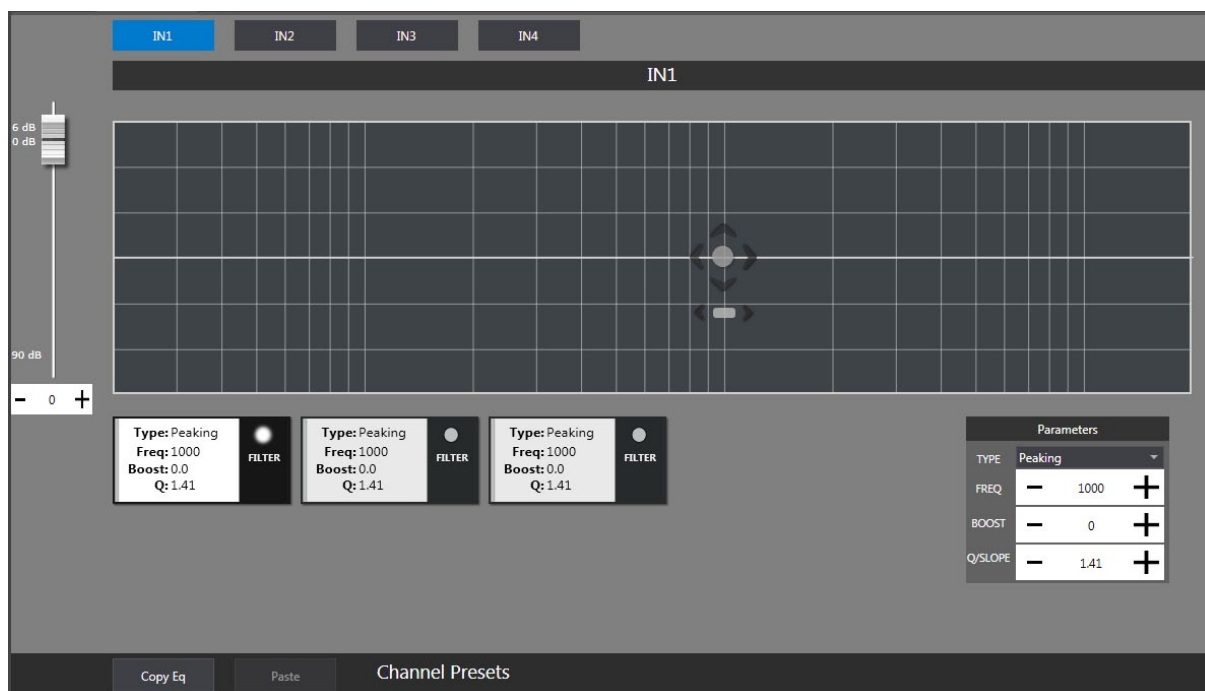 IN1 IN2 IN3 IN4
IN1
6 dB
0 dB
90 dB
- 0 +
Type: Peaking
Freq: 1000
Boost: 0.0
Q: 1.41
FILTER
Type: Peaking
Freq: 1000
Boost: 0.0
Q: 1.41
FILTER
Type: Peaking
Freq: 1000
Boost: 0.0
Q: 1.41
FILTER
Parameters
TYPE Peaking
FREQ - 1000 +
BOOST - 0 +
Q/SLOPE - 1.41 +
Copy Eq Paste Channel Presets